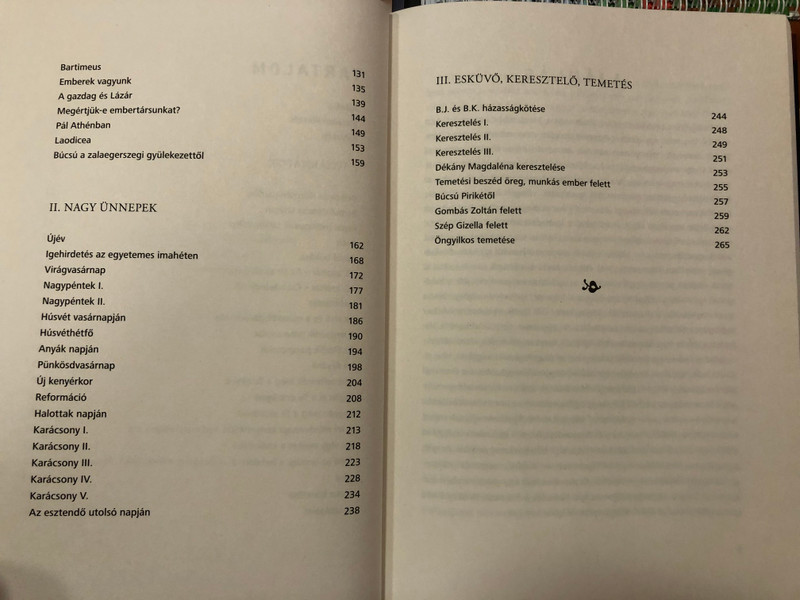 Bartimeus 131
Emberek vagyunk 135
A gazdag és Lázár 139
Megértjük-e embertársunkat? 144
Pál Athénban 149
Laodicea 153
Búcsú a zalaegerszegi gyülekezettől 159
II. NAGY ÜNNEPEK
Újév 162
Igehirdetés az egyetemes imahéten 168
Virágvasárnap 172
Nagypéntek I. 177
Nagypéntek II. 181
Húsvét vasárnapján 186
Húsvéthétfő 190
Anyák napján 194
Pünkösdvasárnap 198
Új kenyérkor 204
Reformáció 208
Halottak napján 212
Karácsony I. 213
Karácsony II. 218
Karácsony III. 223
Karácsony IV. 228
Karácsony V. 234
Az esztendő utolsó napján 238
III. ESKÜVŐ, KERESZTELŐ, TEMETÉS
B.J. és B.K. házasságkötése 244
Keresztelés I. 248
Keresztelés II. 249
Keresztelés III. 251
Dékány Magdaléna keresztelése 253
Temetési beszéd öreg, munkás ember felett 255
Búcsú Pirikétől 257
Gombás Zoltán felett 259
Szép Gizella felett 262
Öngyilkos temetése 265